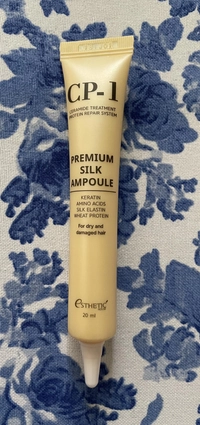 CP-1
CERAMIDE TREATMENT
PROTEIN REPAIR SYSTEM
PREMIUM
SILK
AMPOULE
KERATIN
AMINO ACIDS
SILK ELASTIN
WHEAT PROTEIN
For dry and
damaged hair
ESTHETIC
20 ml